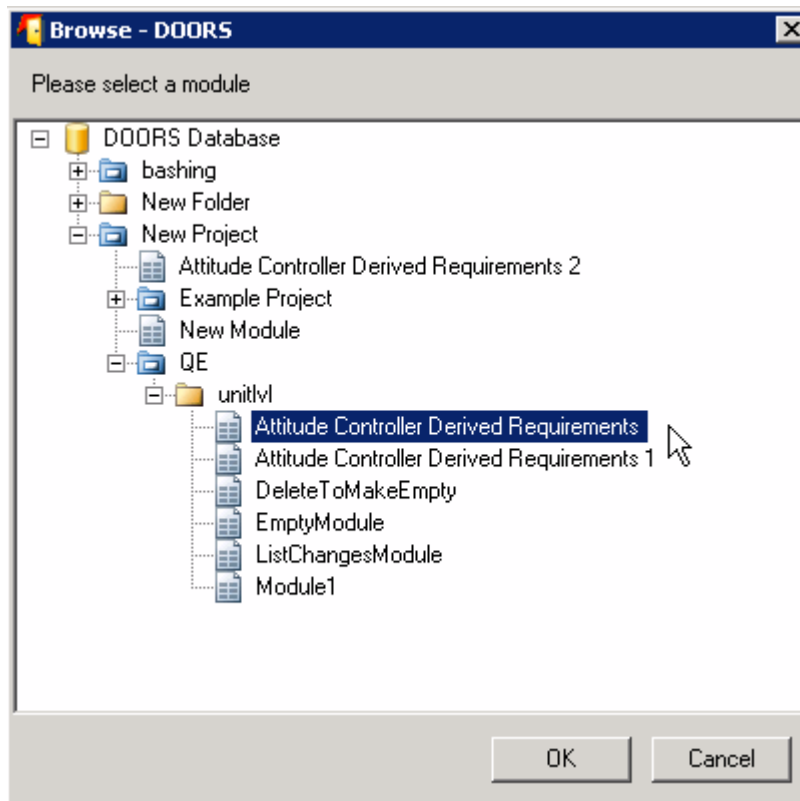 Browse - DOORS
Please select a module
DOORS Database
bashing
New Folder
New Project
Attitude Controller Derived Requirements 2
Example Project
New Module
QE
unitlvl
Attitude Controller Derived Requirements
Attitude Controller Derived Requirements 1
DeleteToMakeEmpty
EmptyModule
ListChangesModule
Module1
OK Cancel